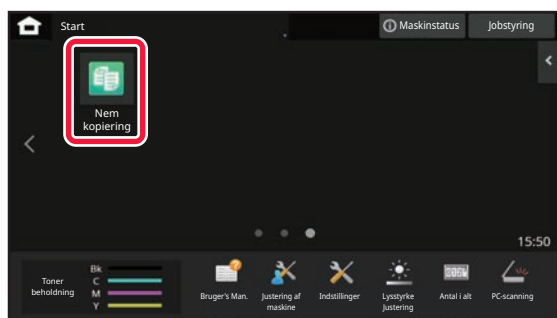 Start
Maskinstatus
Jobstyring
Nem
kopiering
15:50
Toner
beholdning
Bk
C
M
Y
Bruger's Man.
Justering af
maskine
Indstillinger
Lysstyrke
Justering
Antal i alt
PC-scanning